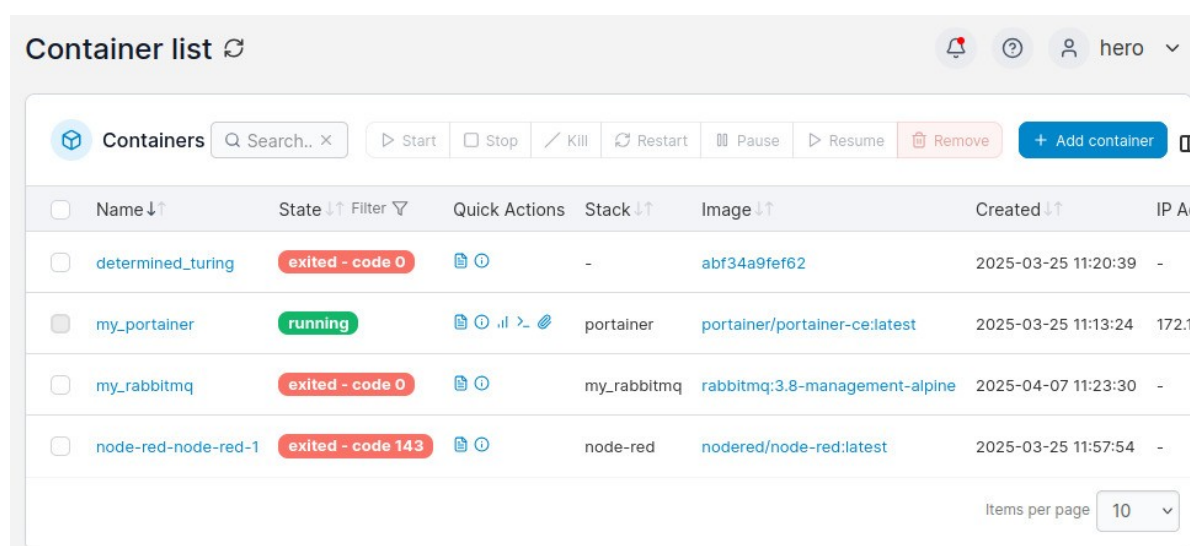 Container list
hero
Containers Search.. × Start Stop Kill Restart Pause Resume Remove + Add container
Name State Filter Quick Actions Stack Image Created IP A
determined_turing exited - code 0 - abf34a9fef62 2025-03-25 11:20:39 -
my_portainer running portainer portainer/portainer-ce:latest 2025-03-25 11:13:24 172.1
my_rabbitmq exited - code 0 my_rabbitmq rabbitmq:3.8-management-alpine 2025-04-07 11:23:30 -
node-red-node-red-1 exited - code 143 node-red nodered/node-red:latest 2025-03-25 11:57:54 -
Items per page 10